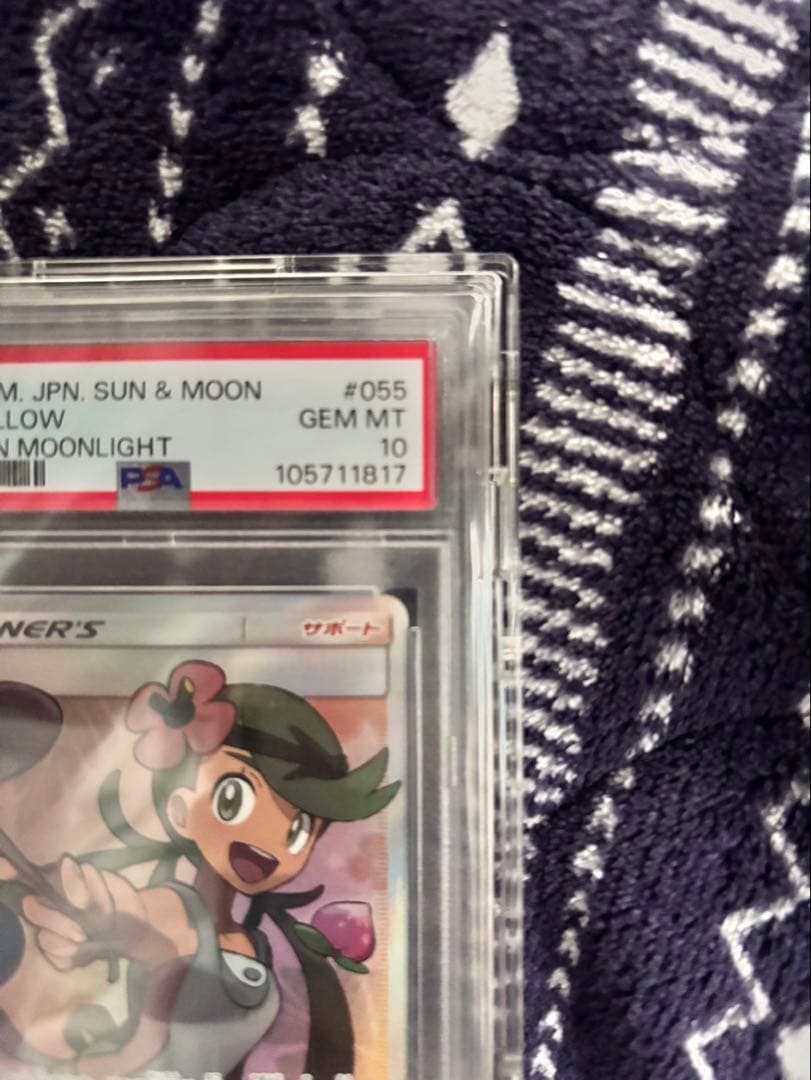 M. JPN. SUN & MOON #055
LLOW GEM MT
N MOONLIGHT 10
PSA 105711817
NER'S サポート